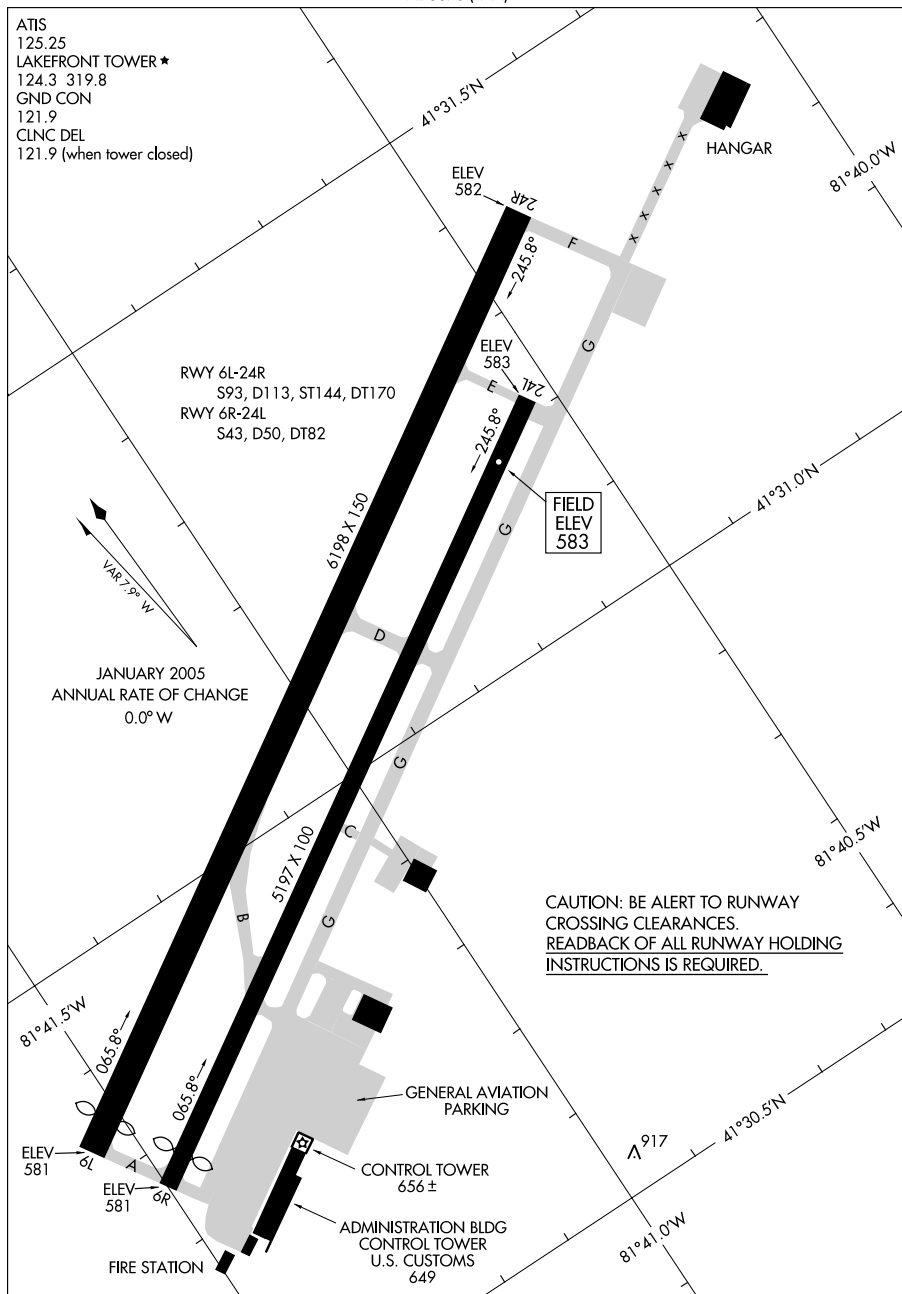 ATIS
125.25
LAKEFRONT TOWER★
124.3 319.8
GND CON
121.9
CLNC DEL
121.9 (when tower closed)
41°31.5'N
HANGAR
81°40.0'W
ELEV
582
24R
F
245.8°
G
RWY 6L-24R
S93, D113, ST144, DT170
RWY 6R-24L
S43, D50, DT82
ELEV
583
E
24L
245.8°
FIELD
ELEV
583
G
41°31.0'N
6198 X 150
VAR 7.9° W
D
JANUARY 2005
ANNUAL RATE OF CHANGE
0.0° W
G
C
5197 X 100
81°40.5'W
B
G
CAUTION: BE ALERT TO RUNWAY
CROSSING CLEARANCES.
READBACK OF ALL RUNWAY HOLDING
INSTRUCTIONS IS REQUIRED.
81°41.5'W
065.8°
065.8°
GENERAL AVIATION
PARKING
41°30.5'N
917
ELEV
581
6L
A
ELEV
581
6R
CONTROL TOWER
656 ±
ADMINISTRATION BLDG
CONTROL TOWER
U.S. CUSTOMS
649
81°41.0'W
FIRE STATION